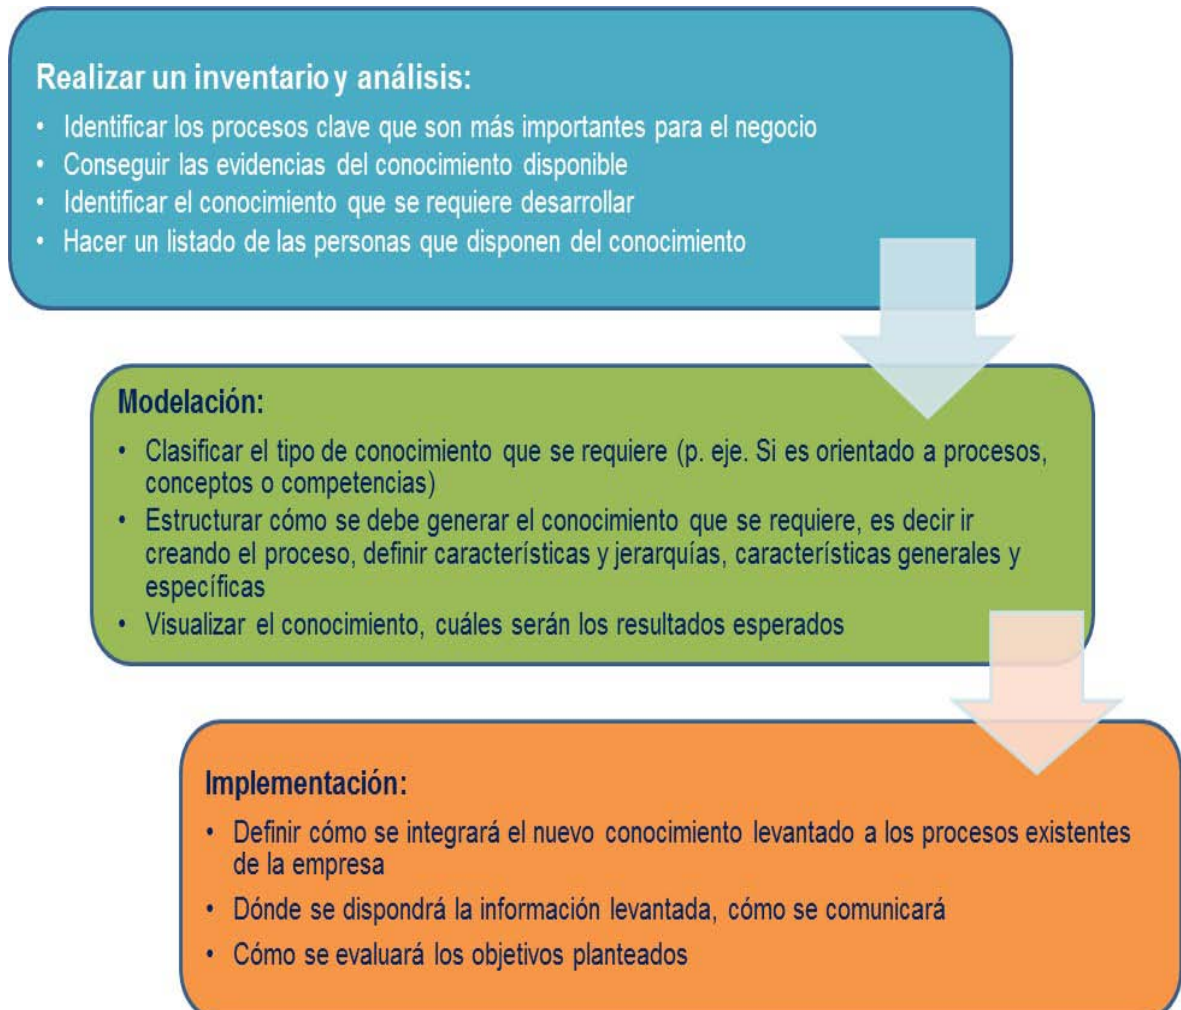 Realizar un inventario y análisis:
• Identificar los procesos clave que son más importantes para el negocio
• Conseguir las evidencias del conocimiento disponible
• Identificar el conocimiento que se requiere desarrollar
• Hacer un listado de las personas que disponen del conocimiento
Modelación:
• Clasificar el tipo de conocimiento que se requiere (p. eje. Si es orientado a procesos,
conceptos o competencias)
• Estructurar cómo se debe generar el conocimiento que se requiere, es decir ir
creando el proceso, definir características y jerarquías, características generales y
específicas
• Visualizar el conocimiento, cuáles serán los resultados esperados
Implementación:
• Definir cómo se integrará el nuevo conocimiento levantado a los procesos existentes
de la empresa
• Dónde se dispondrá la información levantada, cómo se comunicará
• Cómo se evaluará los objetivos planteados